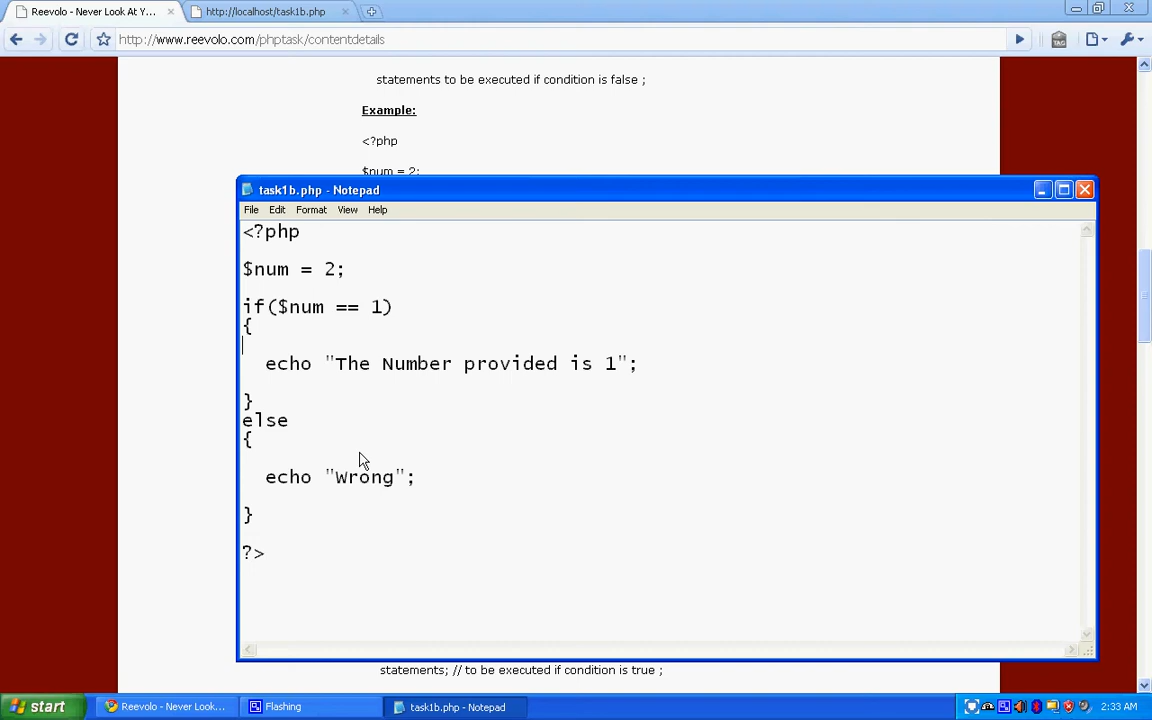 Reevolo - Never Look At Y...
http://localhost/task1b.php
http://www.reevolo.com/phptask/contentdetails
TAG
statements to be executed if condition is false ;
Example:
<?php
$num = 2;
task1b.php - Notepad
File Edit Format View Help
<?php
$num = 2;
if($num == 1)
{
echo "The Number provided is 1";
}
else
{
echo "Wrong";
}
?>
statements; // to be executed if condition is true ;
start
Reevolo - Never Look...
Flashing
task1b.php - Notepad
2:33 AM